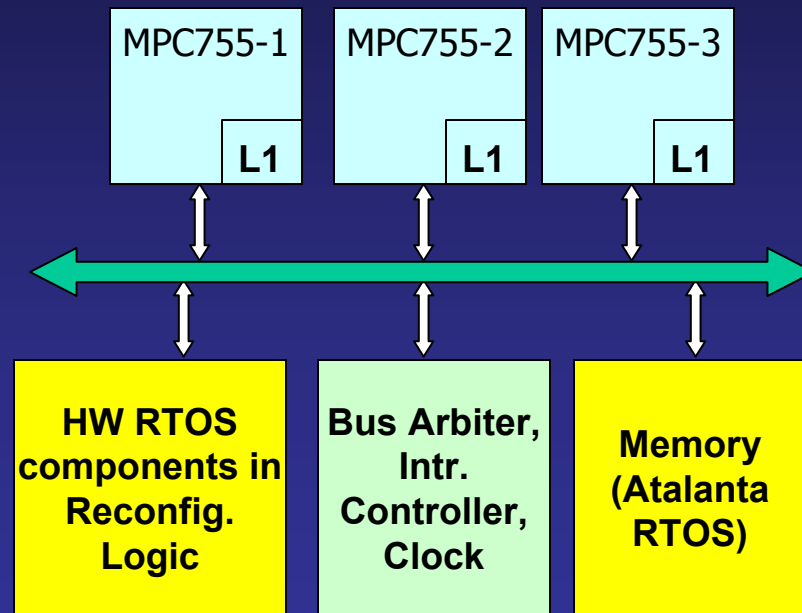 MPC755-1
MPC755-2
MPC755-3
L1
L1
L1
HW RTOS
components in
Reconfig.
Logic
Bus Arbiter,
Intr.
Controller,
Clock
Memory
(Atalanta
RTOS)